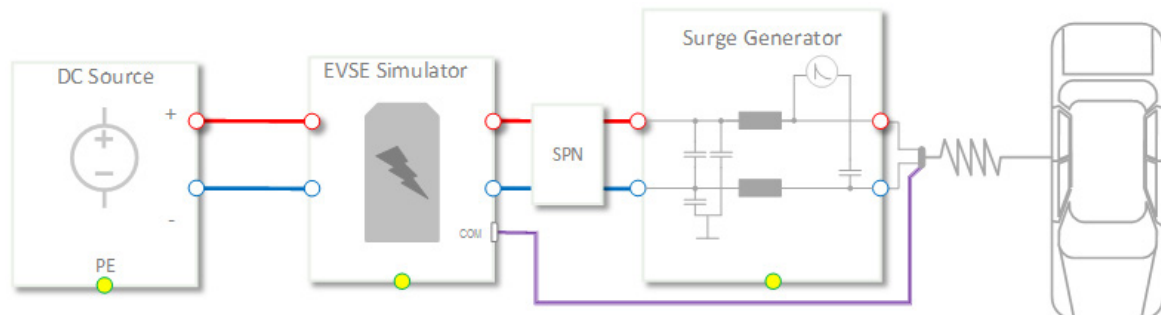 Surge Generator
DC Source
EVSE Simulator
+
SPN
-
COM
PE